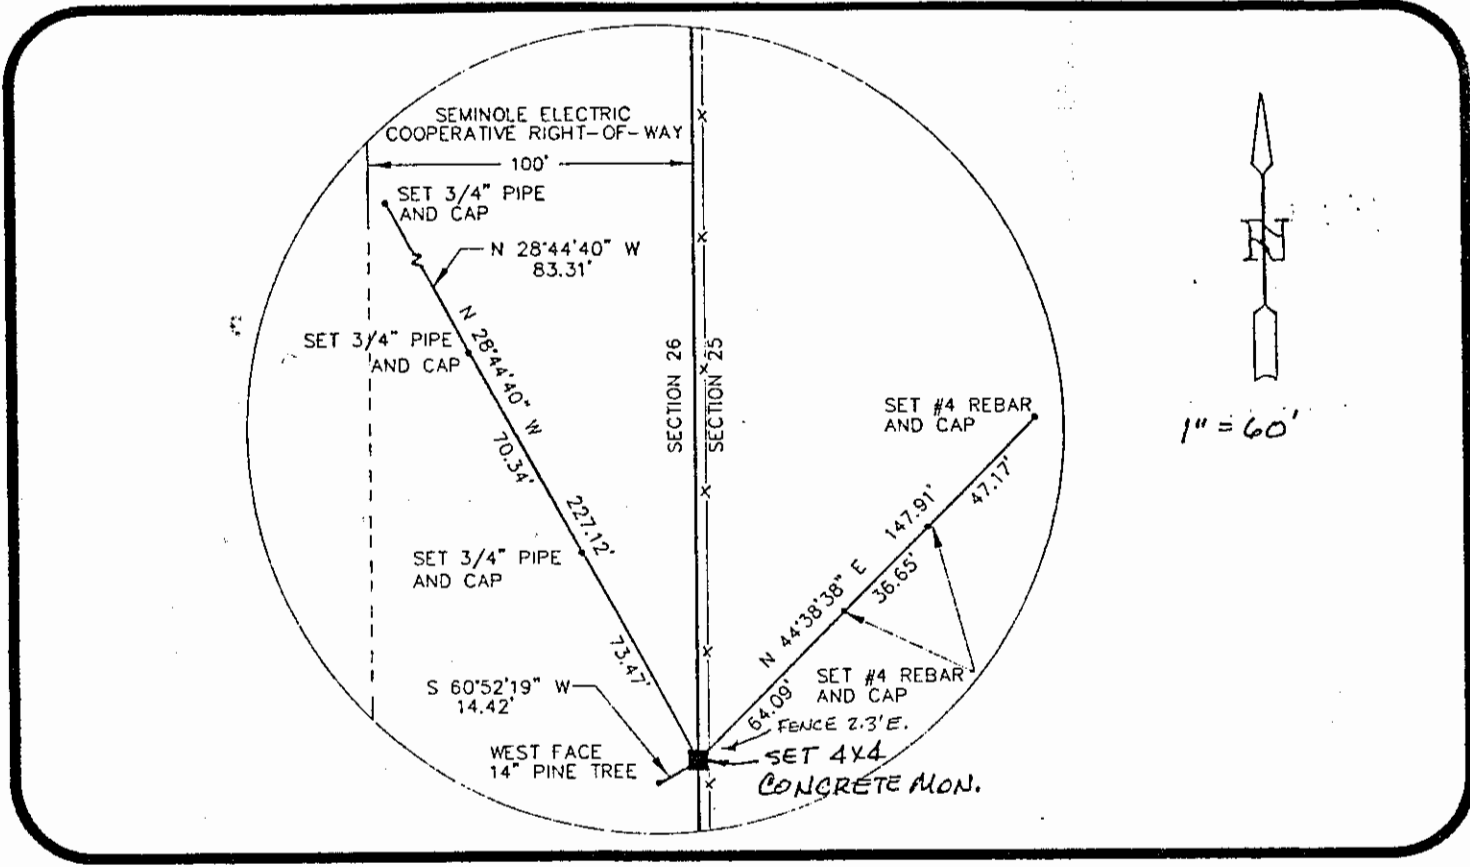 SEMINOLE ELECTRIC
COOPERATIVE RIGHT-OF-WAY
100'
SET 3/4" PIPE
AND CAP
N 28°44'40" W
83.31'
N
SET 3/4" PIPE
AND CAP
N 28°44'40" W
70.34'
SECTION 26
SECTION 25
SET #4 REBAR
AND CAP
1" = 60'
227.12'
147.91'
47.17'
SET 3/4" PIPE
AND CAP
N 44°38'38" E
36.65'
73.47'
64.09'
SET #4 REBAR
AND CAP
S 60°52'19" W
14.42'
FENCE 2.3' E.
WEST FACE
14" PINE TREE
SET 4X4
CONCRETE MON.